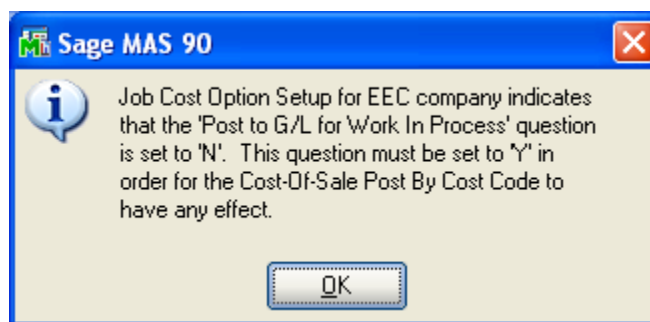 Sage MAS 90
Job Cost Option Setup for EEC company indicates
that the 'Post to G/L for Work In Process' question
is set to 'N'.  This question must be set to 'Y' in
order for the Cost-Of-Sale Post By Cost Code to
have any effect.
OK